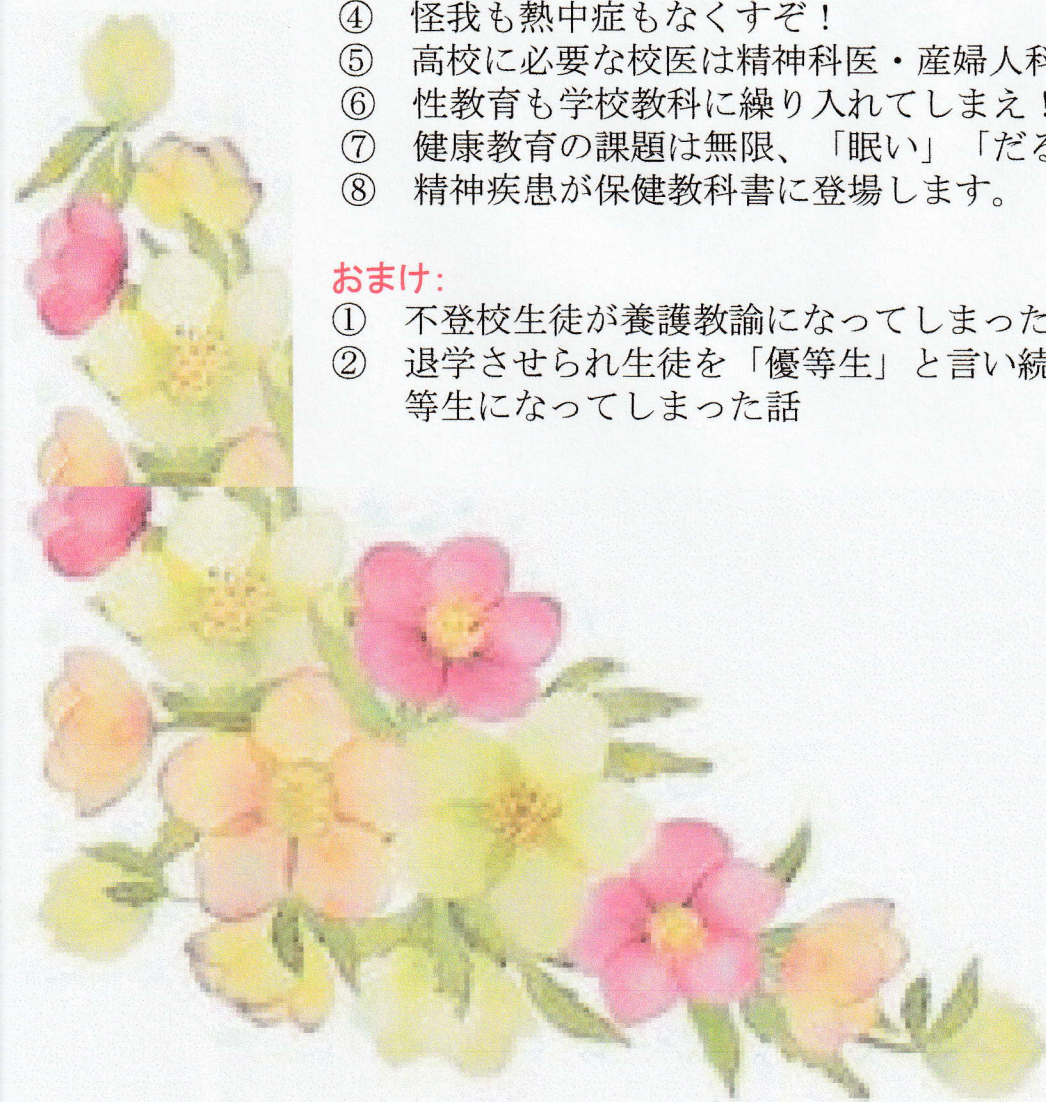 ④ 怪我も熱中症もなくすぞ！
⑤ 高校に必要な校医は精神科医・産婦人科
⑥ 性教育も学校教科に繰り入れてしまえ！
⑦ 健康教育の課題は無限、「眠い」「だる
⑧ 精神疾患が保健教科書に登場します。
おまけ：
① 不登校生徒が養護教諭になってしまった
② 退学させられ生徒を「優等生」と言い続
等生になってしまった話